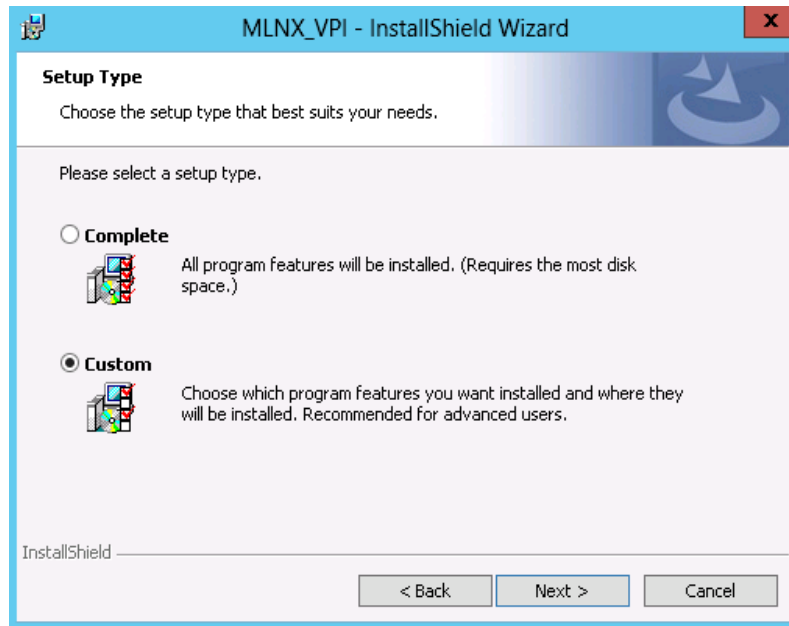 MLNX_VPI - InstallShield Wizard
x
Setup Type
Choose the setup type that best suits your needs.
Please select a setup type.
Complete
All program features will be installed. (Requires the most disk
space.)
Custom
Choose which program features you want installed and where they
will be installed. Recommended for advanced users.
InstallShield
< Back
Next >
Cancel